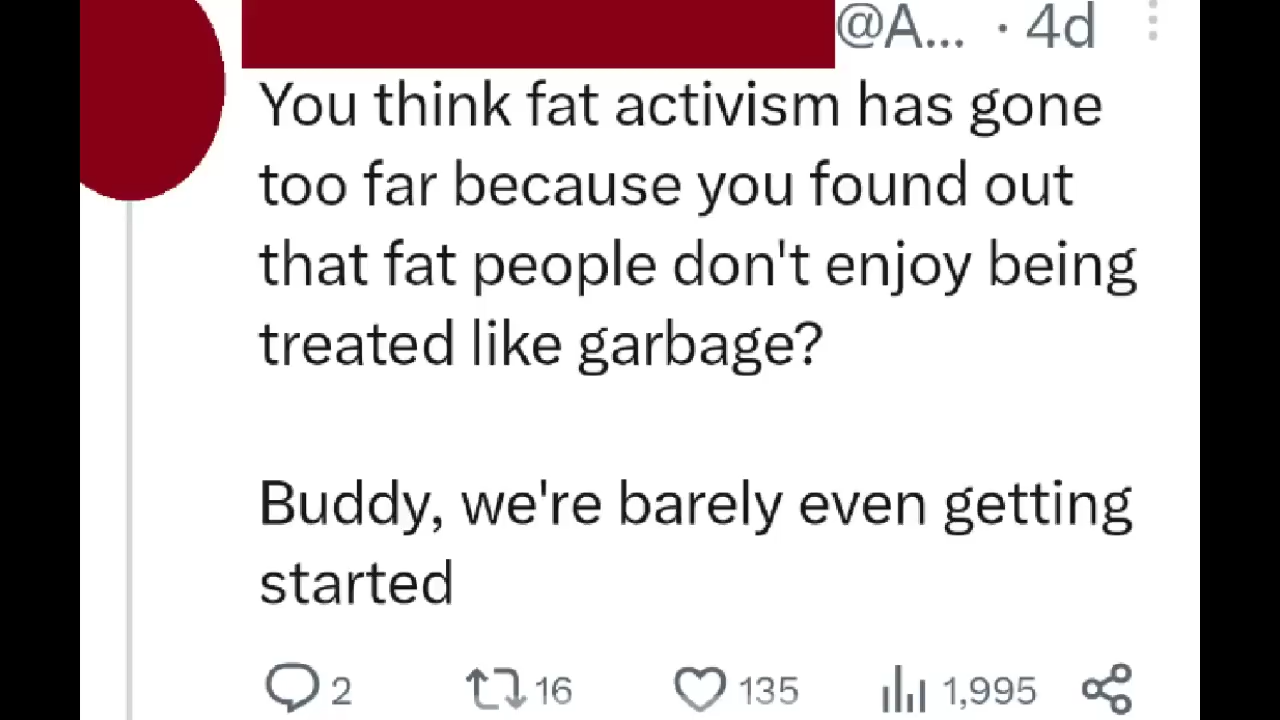 @A... · 4d
You think fat activism has gone
too far because you found out
that fat people don't enjoy being
treated like garbage?
Buddy, we're barely even getting
started
2 16 135 1,995